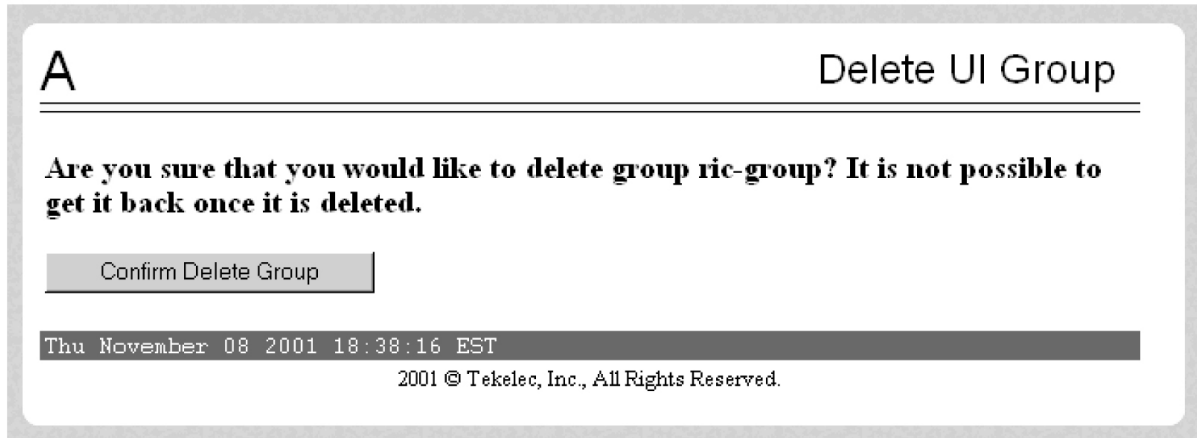 A
Delete UI Group
Are you sure that you would like to delete group ric-group? It is not possible to
get it back once it is deleted.
Confirm Delete Group
Thu November 08 2001 18:38:16 EST
2001 © Tekelec, Inc., All Rights Reserved.